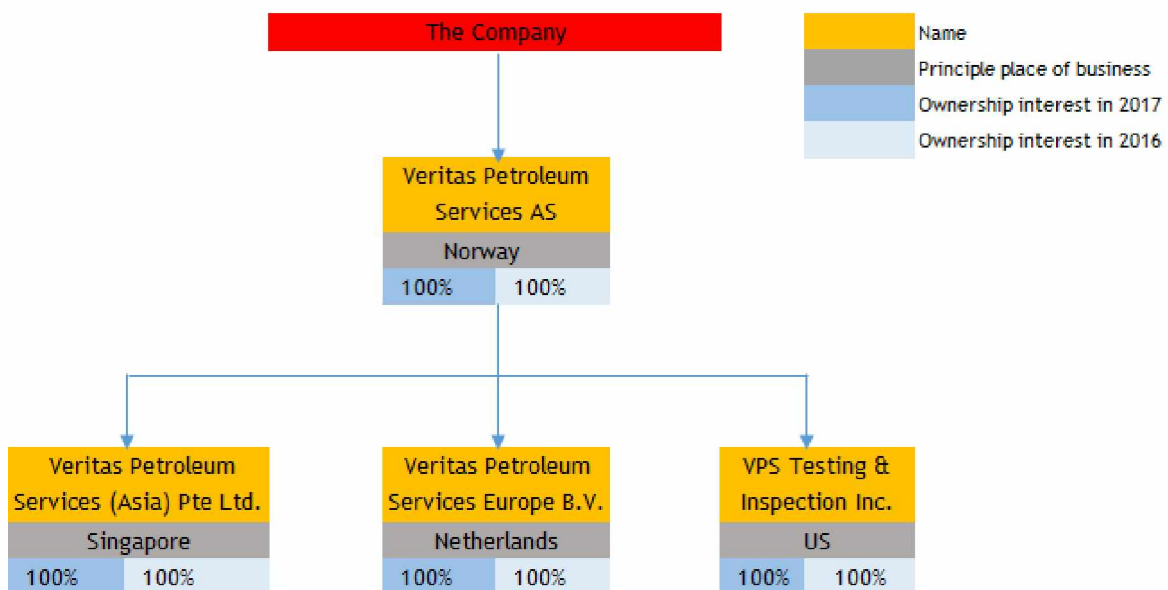 The Company
Name
Principle place of business
Ownership interest in 2017
Ownership interest in 2016
Veritas Petroleum
Services AS
Norway
100% 100%
Veritas Petroleum
Services (Asia) Pte Ltd.
Singapore
100% 100%
Veritas Petroleum
Services Europe B.V.
Netherlands
100% 100%
VPS Testing &
Inspection Inc.
US
100% 100%